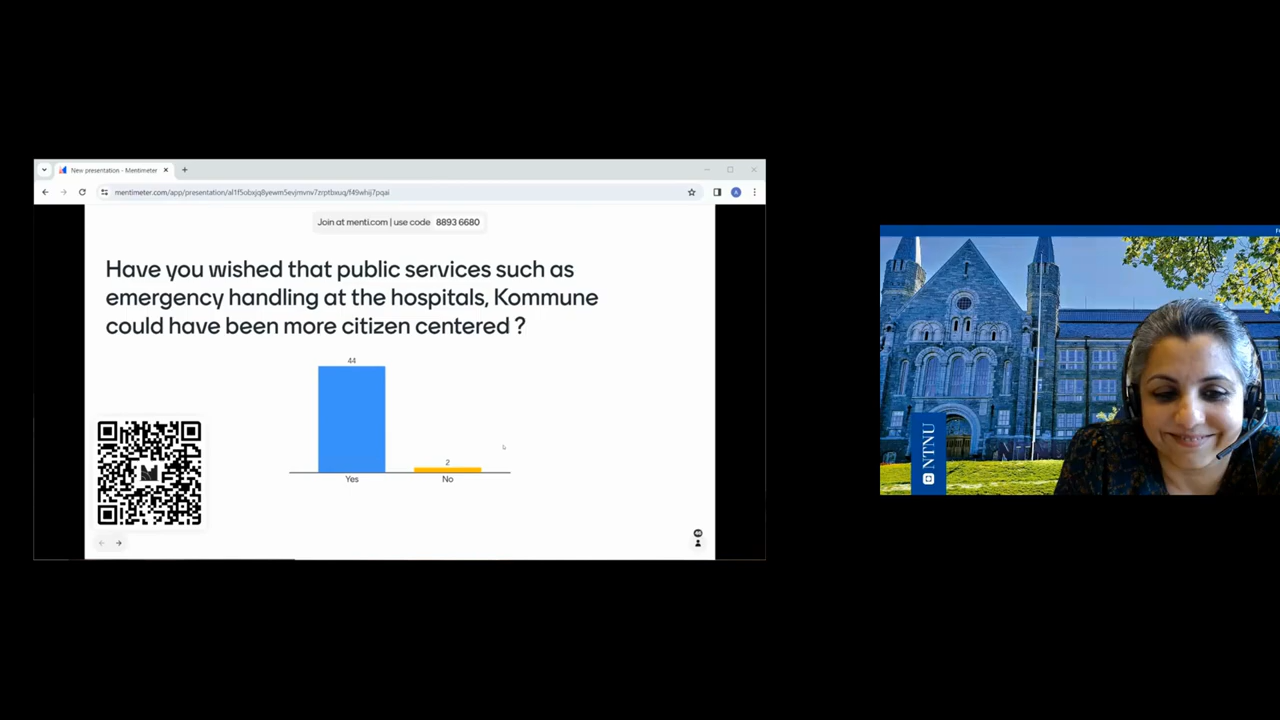 New presentation - Mentimeter
mentimeter.com/app/presentation/al1f5obxjq8yewm5evjmvnv7zrptbxuq/f49whij7pqai
Join at menti.com | use code 8893 6680
Have you wished that public services such as
emergency handling at the hospitals, Kommune
could have been more citizen centered ?
44
2
Yes
No
NTNU